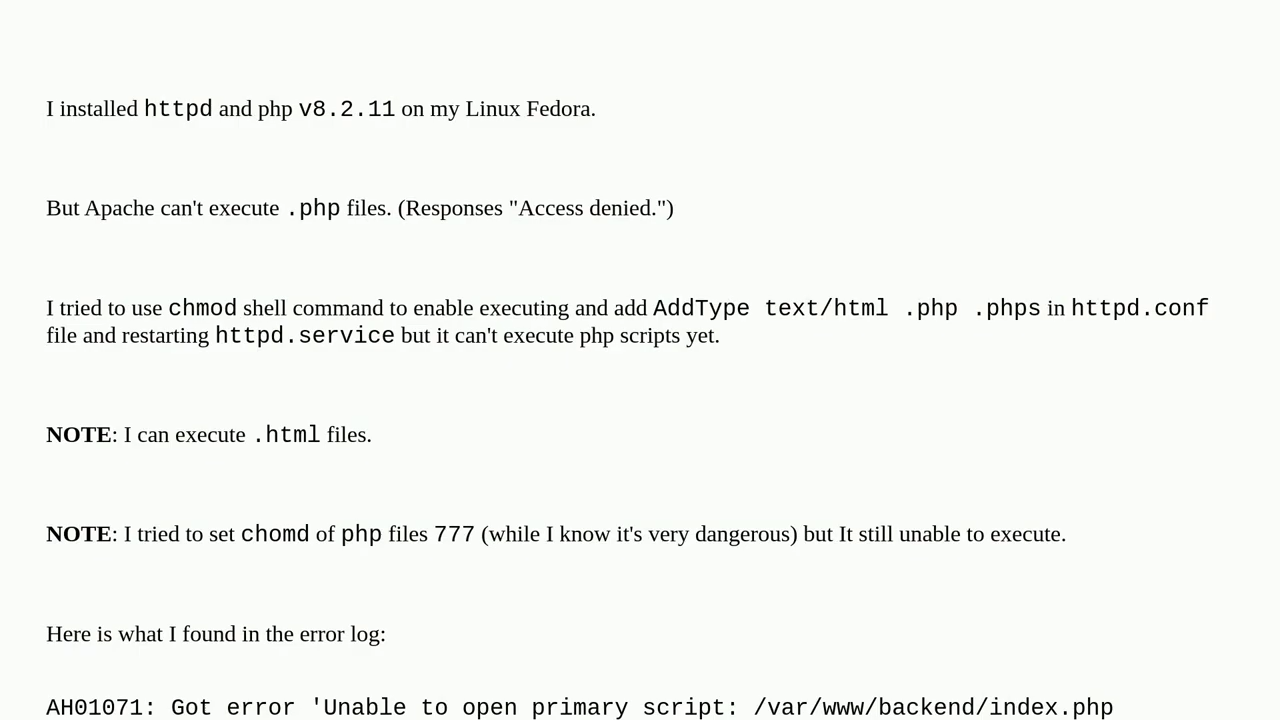 I installed httpd and php v8.2.11 on my Linux Fedora.
But Apache can't execute .php files. (Responses "Access denied.")
I tried to use chmod shell command to enable executing and add AddType text/html .php .phps in httpd.conf
file and restarting httpd.service but it can't execute php scripts yet.
NOTE: I can execute .html files.
NOTE: I tried to set chomd of php files 777 (while I know it's very dangerous) but It still unable to execute.
Here is what I found in the error log:
AH01071: Got error 'Unable to open primary script: /var/www/backend/index.php